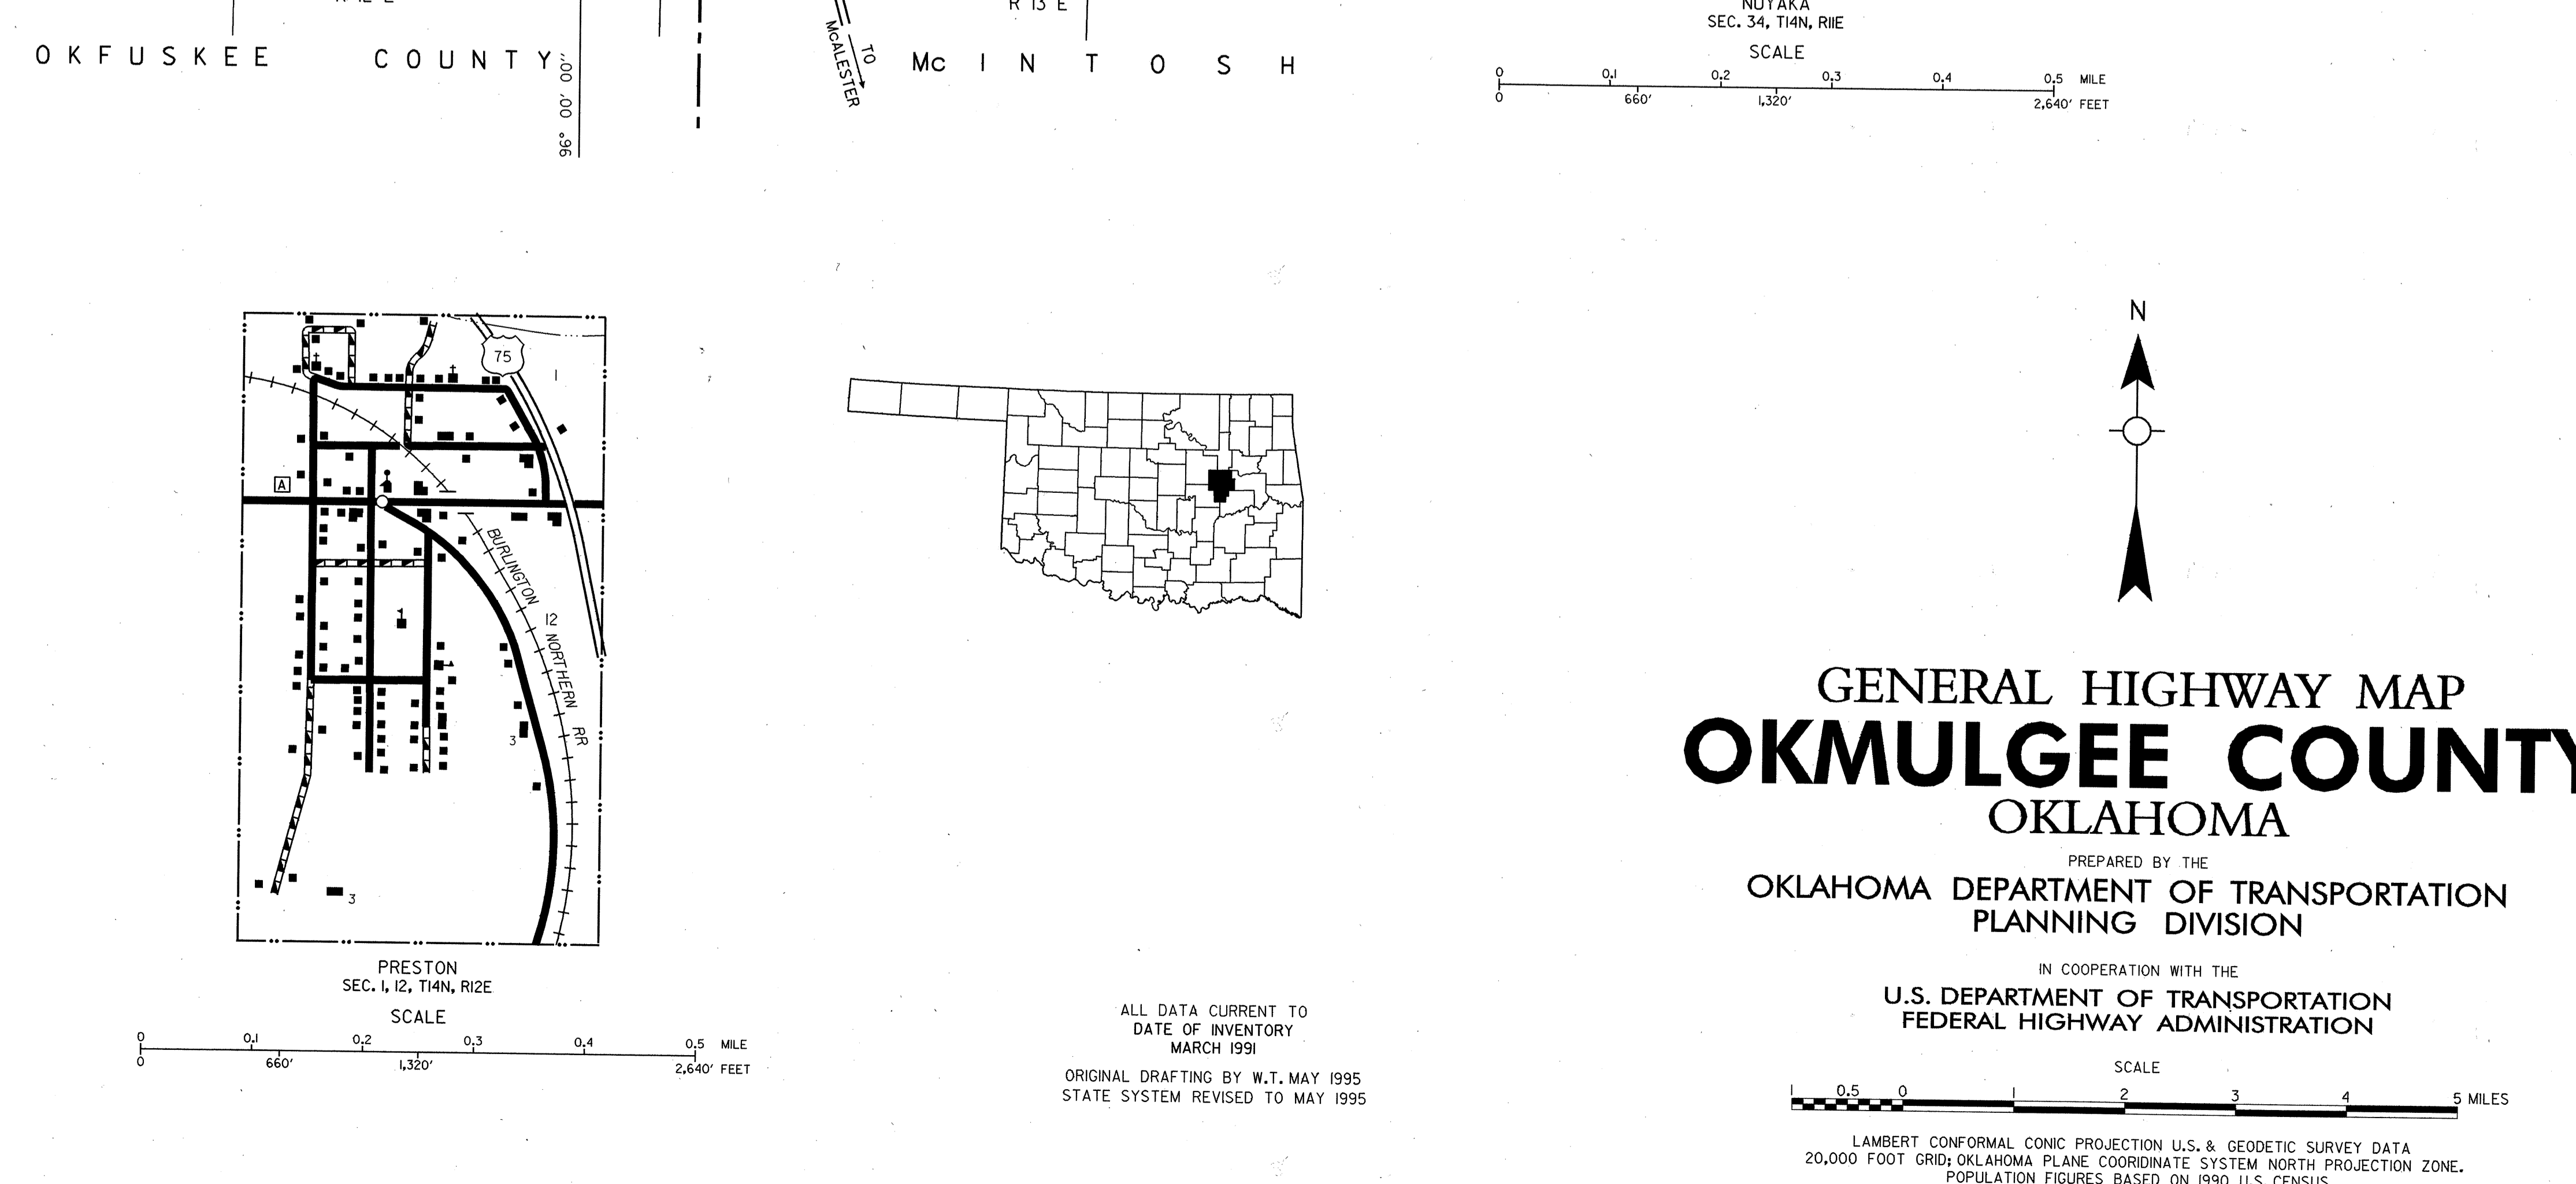 R 13 E
OKFUSKEE COUNTY
96° 00' 00"
TO
McALESTER
Mc INTOSH
NUYAKA
SEC. 34, T14N, R11E
SCALE
0 0.1 0.2 0.3 0.4 0.5 MILE
0 660' 1,320' 2,640' FEET
75
1
A
BURLINGTON
12
NORTHERN
RR
3
3
PRESTON
SEC. 1, 12, T14N, R12E
SCALE
0 0.1 0.2 0.3 0.4 0.5 MILE
0 660' 1,320' 2,640' FEET
ALL DATA CURRENT TO
DATE OF INVENTORY
MARCH 1991
ORIGINAL DRAFTING BY W.T. MAY 1995
STATE SYSTEM REVISED TO MAY 1995
N
GENERAL HIGHWAY MAP
OKMULGEE COUNTY
OKLAHOMA
PREPARED BY THE
OKLAHOMA DEPARTMENT OF TRANSPORTATION
PLANNING DIVISION
IN COOPERATION WITH THE
U.S. DEPARTMENT OF TRANSPORTATION
FEDERAL HIGHWAY ADMINISTRATION
SCALE
1 0.5 0 1 2 3 4 5 MILES
LAMBERT CONFORMAL CONIC PROJECTION U.S. & GEODETIC SURVEY DATA
20,000 FOOT GRID; OKLAHOMA PLANE COORIDINATE SYSTEM NORTH PROJECTION ZONE.
POPULATION FIGURES BASED ON 1990 U.S. CENSUS